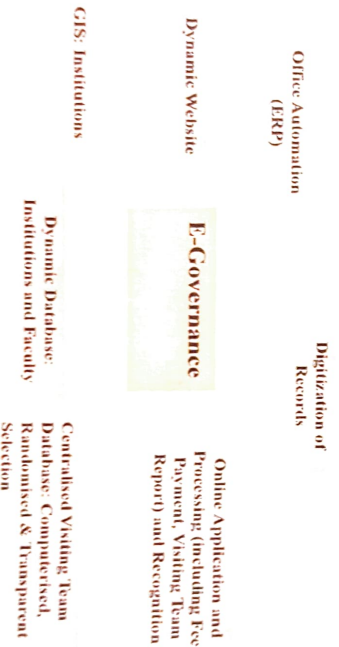 Office Automation
(ERP)
Digitization of
Records
Dynamic Website
E-Governance
Online Application and
Processing (including Fee
Payment, Visiting Team
Report) and Recognition
GIS: Institutions
Dynamic Database:
Institutions and Faculty
Centralised Visiting Team
Database: Computerised,
Randomised & Transparent
Selection